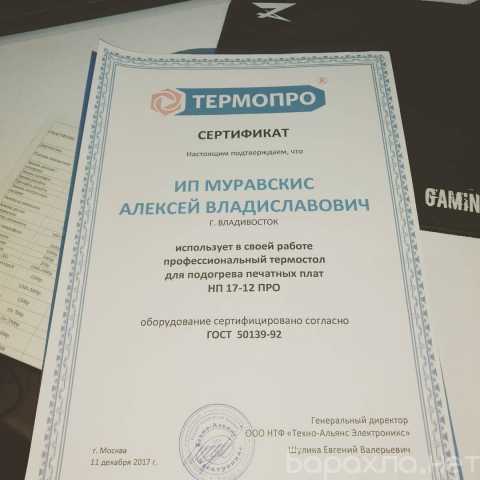 ТЕРМОПРО
®
СЕРТИФИКАТ
Настоящим подтверждаем, что
ИП МУРАВСКИС
АЛЕКСЕЙ ВЛАДИСЛАВОВИЧ
Г. ВЛАДИВОСТОК
использует в своей работе
профессиональный термостол
для подогрева печатных плат
НП 17-12 ПРО
оборудование сертифицировано согласно
ГОСТ 50139-92
Генеральный директор
ООО НТФ «Техно-Альянс Электроникс»
Шулика Евгений Валерьевич
г. Москва
11 декабря 2017 г.
GAMIN
барахла.нет